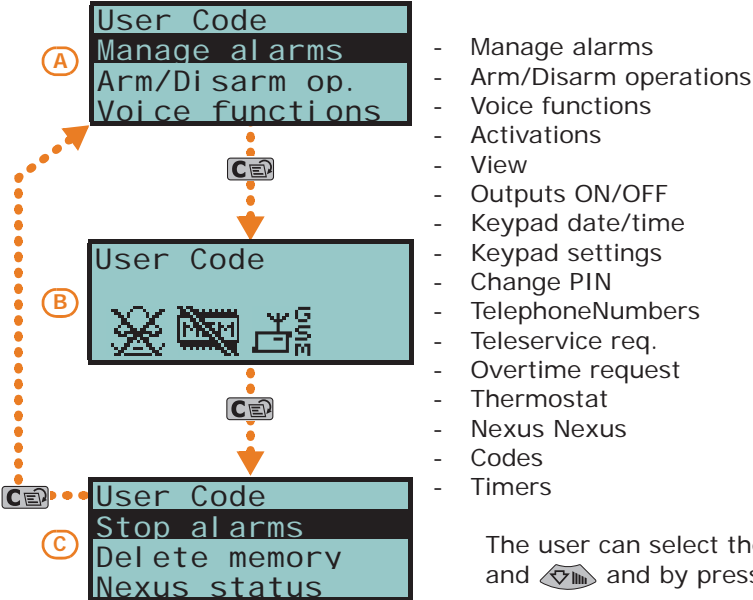 User Code
Manage alarms
Arm/Disarm op.
Voice functions
A
C
User Code
MEM
GSM
B
C
C
User Code
Stop alarms
Delete memory
Nexus status
C
- Manage alarms
- Arm/Disarm operations
- Voice functions
- Activations
- View
- Outputs ON/OFF
- Keypad date/time
- Keypad settings
- Change PIN
- TelephoneNumbers
- Teleservice req.
- Overtime request
- Thermostat
- Nexus Nexus
- Codes
- Timers
The user can select the
and and by press